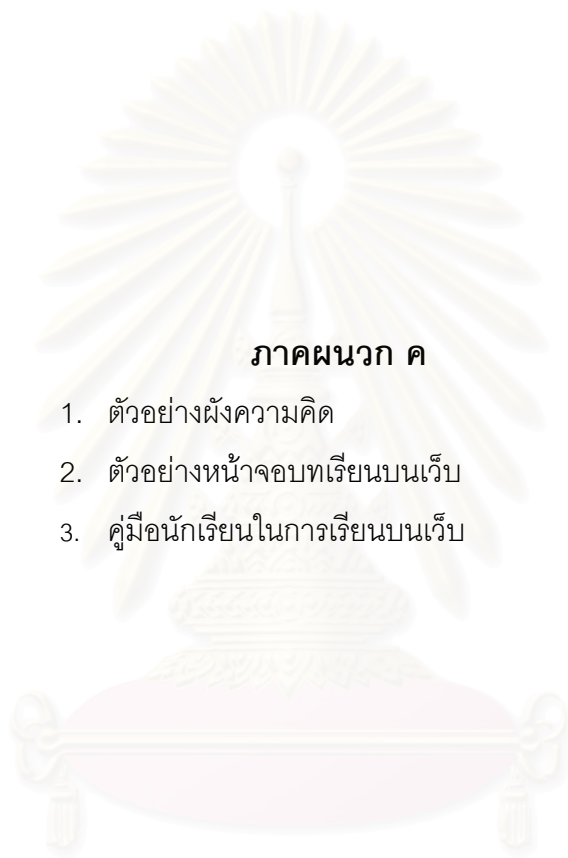 ภาคผนวก ค
1. ตัวอย่างผังความคิด
2. ตัวอย่างหน้าจอบทเรียนบนเว็บ
3. คู่มือนักเรียนในการเรียนบนเว็บ